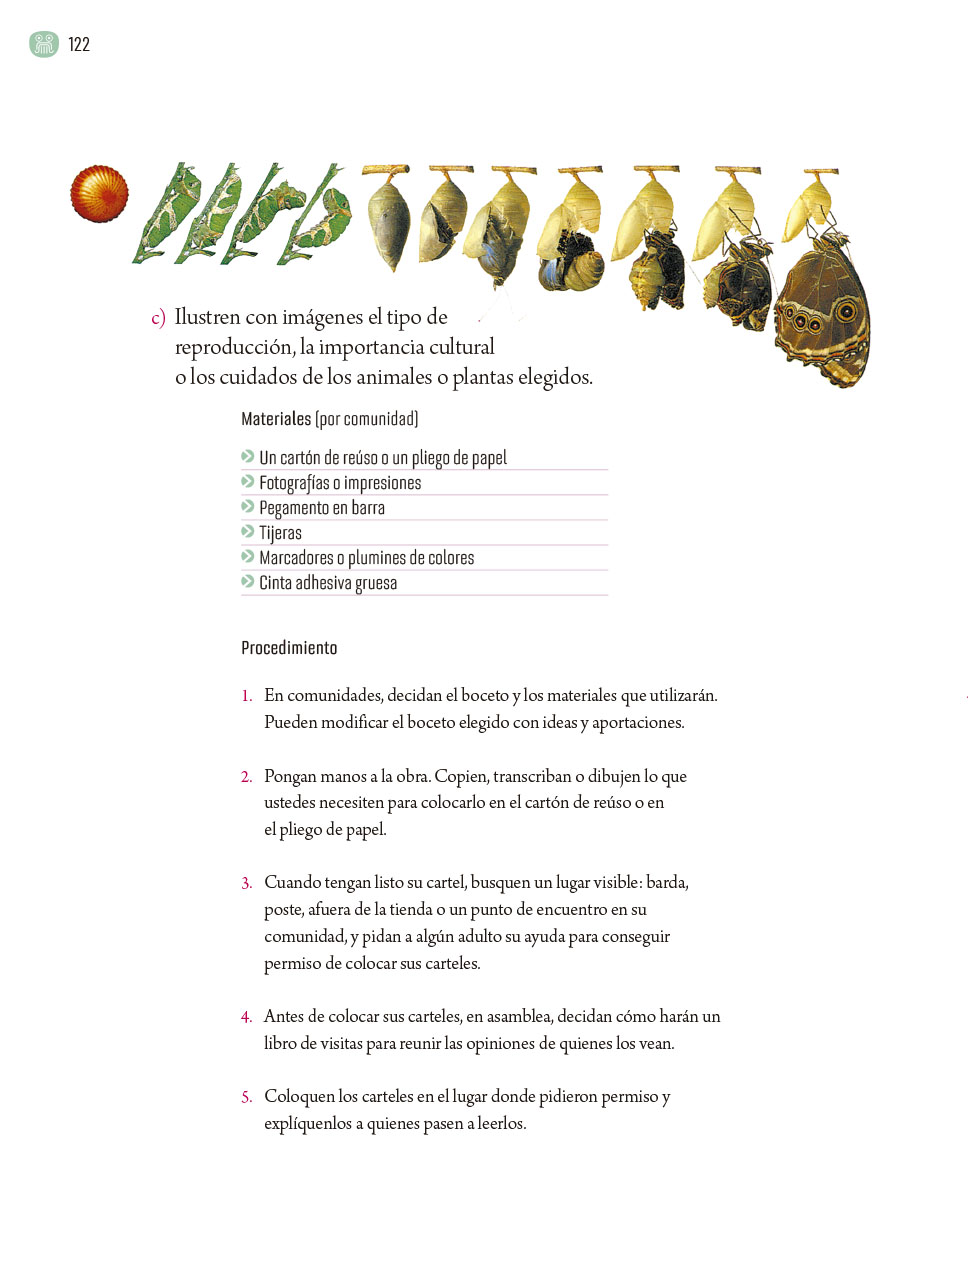 122
c) Ilustren con imágenes el tipo de
reproducción, la importancia cultural
o los cuidados de los animales o plantas elegidos.
Materiales (por comunidad)
Un cartón de reúso o un pliego de papel
Fotografías o impresiones
Pegamento en barra
Tijeras
Marcadores o plumines de colores
Cinta adhesiva gruesa
Procedimiento
1. En comunidades, decidan el boceto y los materiales que utilizarán.
Pueden modificar el boceto elegido con ideas y aportaciones.
2. Pongan manos a la obra. Copien, transcriban o dibujen lo que
ustedes necesiten para colocarlo en el cartón de reúso o en
el pliego de papel.
3. Cuando tengan listo su cartel, busquen un lugar visible: barda,
poste, afuera de la tienda o un punto de encuentro en su
comunidad, y pidan a algún adulto su ayuda para conseguir
permiso de colocar sus carteles.
4. Antes de colocar sus carteles, en asamblea, decidan cómo harán un
libro de visitas para reunir las opiniones de quienes los vean.
5. Coloquen los carteles en el lugar donde pidieron permiso y
explíquenlos a quienes pasen a leerlos.